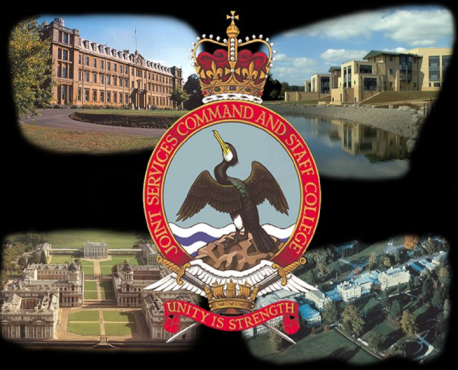 JOINT SERVICES COMMAND AND STAFF COLLEGE
UNITY IS STRENGTH